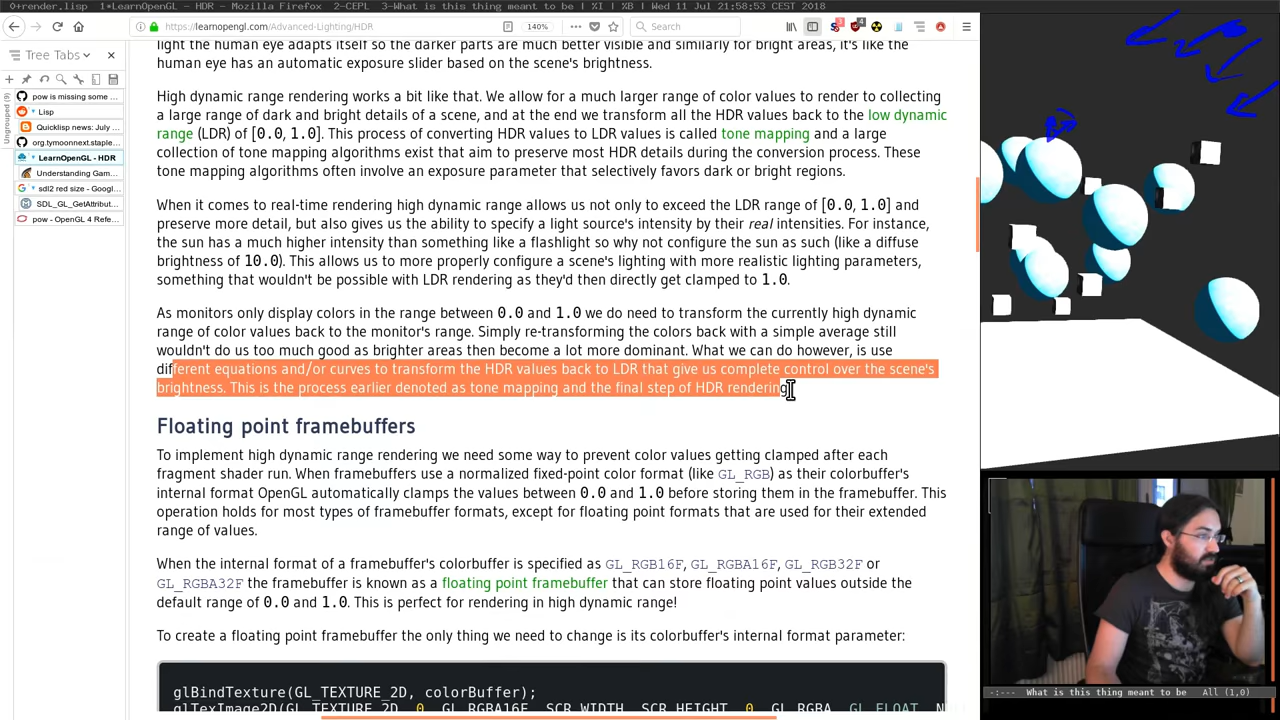 0*render.lisp 1*LearnOpenGL - HDR - Mozilla Firefox 2-CEPL 3-What is this thing meant to be | %I | %B | Wed 11 Jul 21:58:53 CEST 2018
https://learnopengl.com/Advanced-Lighting/HDR
140%
Search
Tree Tabs
Ungrouped (9)
pow is missing some ...
Lisp
Quicklisp news: July ...
org.tymoonnext.staple...
LearnOpenGL - HDR
Understanding Gam...
sdl2 red size - Googl...
SDL_GL_GetAttribut...
pow - OpenGL 4 Refe...
light the human eye adapts itself so the darker parts are much better visible and similarly for bright areas, it's like the
human eye has an automatic exposure slider based on the scene's brightness.
High dynamic range rendering works a bit like that. We allow for a much larger range of color values to render to collecting
a large range of dark and bright details of a scene, and at the end we transform all the HDR values back to the low dynamic
range (LDR) of [0.0, 1.0]. This process of converting HDR values to LDR values is called tone mapping and a large
collection of tone mapping algorithms exist that aim to preserve most HDR details during the conversion process. These
tone mapping algorithms often involve an exposure parameter that selectively favors dark or bright regions.
When it comes to real-time rendering high dynamic range allows us not only to exceed the LDR range of [0.0, 1.0] and
preserve more detail, but also gives us the ability to specify a light source's intensity by their real intensities. For instance,
the sun has a much higher intensity than something like a flashlight so why not configure the sun as such (like a diffuse
brightness of 10.0). This allows us to more properly configure a scene's lighting with more realistic lighting parameters,
something that wouldn't be possible with LDR rendering as they'd then directly get clamped to 1.0.
As monitors only display colors in the range between 0.0 and 1.0 we do need to transform the currently high dynamic
range of color values back to the monitor's range. Simply re-transforming the colors back with a simple average still
wouldn't do us too much good as brighter areas then become a lot more dominant. What we can do however, is use
different equations and/or curves to transform the HDR values back to LDR that give us complete control over the scene's
brightness. This is the process earlier denoted as tone mapping and the final step of HDR rendering
Floating point framebuffers
To implement high dynamic range rendering we need some way to prevent color values getting clamped after each
fragment shader run. When framebuffers use a normalized fixed-point color format (like GL_RGB) as their colorbuffer's
internal format OpenGL automatically clamps the values between 0.0 and 1.0 before storing them in the framebuffer. This
operation holds for most types of framebuffer formats, except for floating point formats that are used for their extended
range of values.
When the internal format of a framebuffer's colorbuffer is specified as GL_RGB16F, GL_RGBA16F, GL_RGB32F or
GL_RGBA32F the framebuffer is known as a floating point framebuffer that can store floating point values outside the
default range of 0.0 and 1.0. This is perfect for rendering in high dynamic range!
To create a floating point framebuffer the only thing we need to change is its colorbuffer's internal format parameter:
glBindTexture(GL_TEXTURE_2D, colorBuffer);
glTexImage2D(GL_TEXTURE_2D, 0, GL_RGBA16F, SCR_WIDTH, SCR_HEIGHT, 0, GL_RGBA, GL_FLOAT, N
-:--- What is this thing meant to be All (1,0)